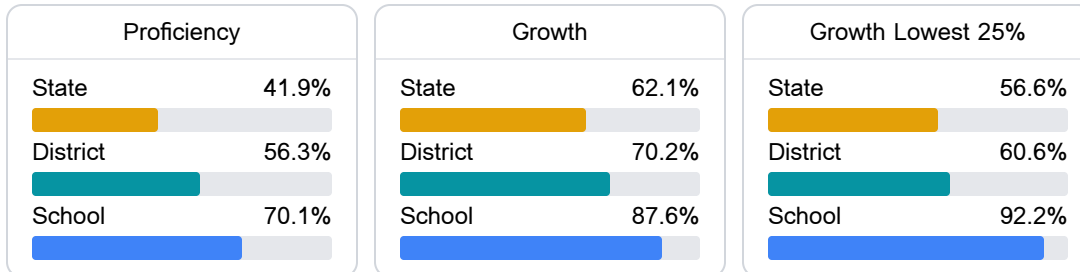 Proficiency
State 41.9%
District 56.3%
School 70.1%
Growth
State 62.1%
District 70.2%
School 87.6%
Growth Lowest 25%
State 56.6%
District 60.6%
School 92.2%